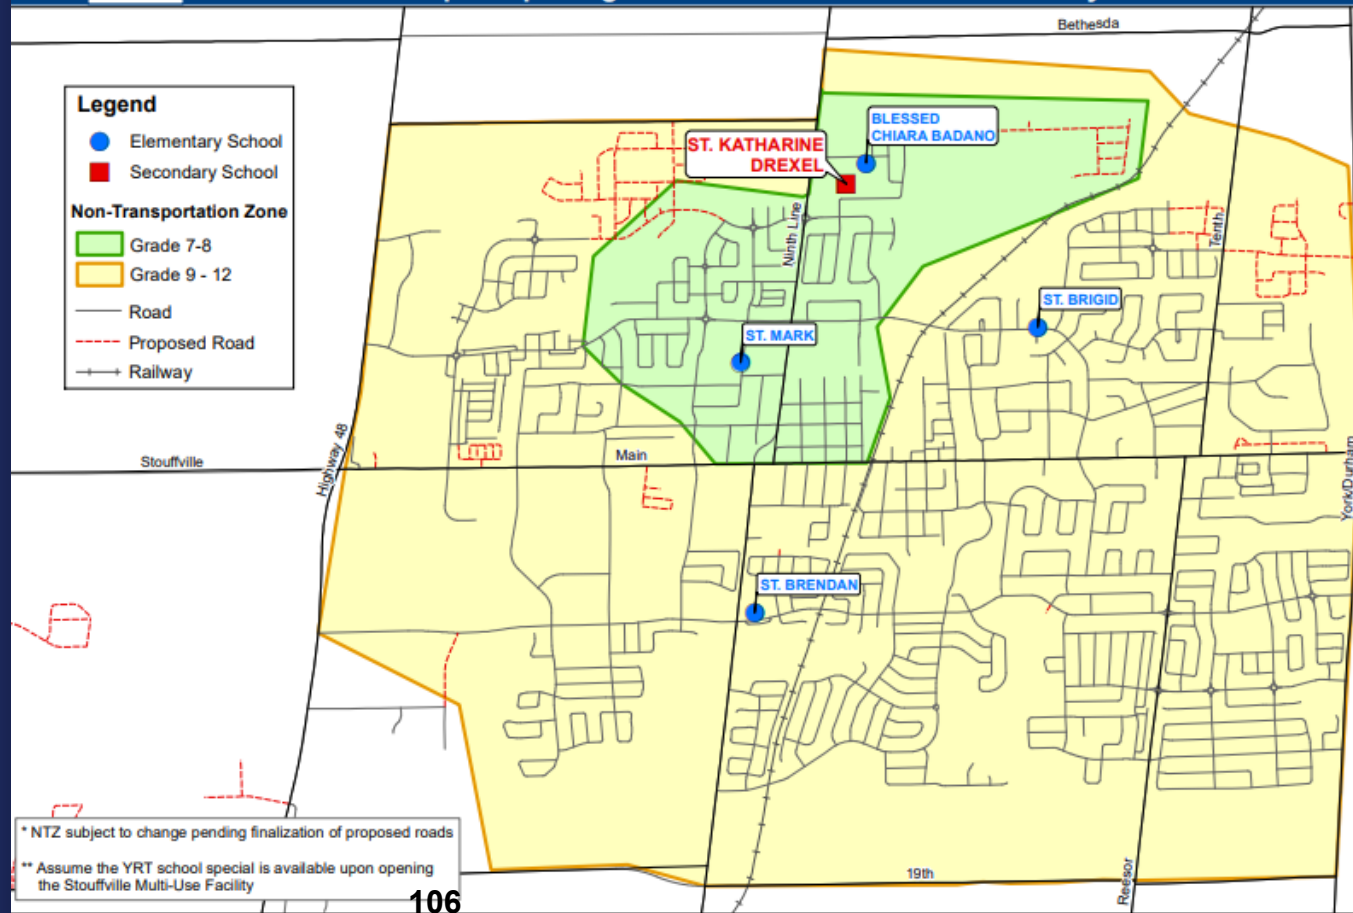 Bethesda
Legend
Elementary School
Secondary School
Non-Transportation Zone
Grade 7-8
Grade 9 - 12
Road
Proposed Road
Railway
BLESSED
CHIARA BADANO
ST. KATHARINE
DREXEL
Ninth Line
Tenth
ST. BRIGID
ST. MARK
Highway 48
Stouffville
Main
York/Durham
ST. BRENDAN
* NTZ subject to change pending finalization of proposed roads
** Assume the YRT school special is available upon opening
the Stouffville Multi-Use Facility
19th
Reesor
106